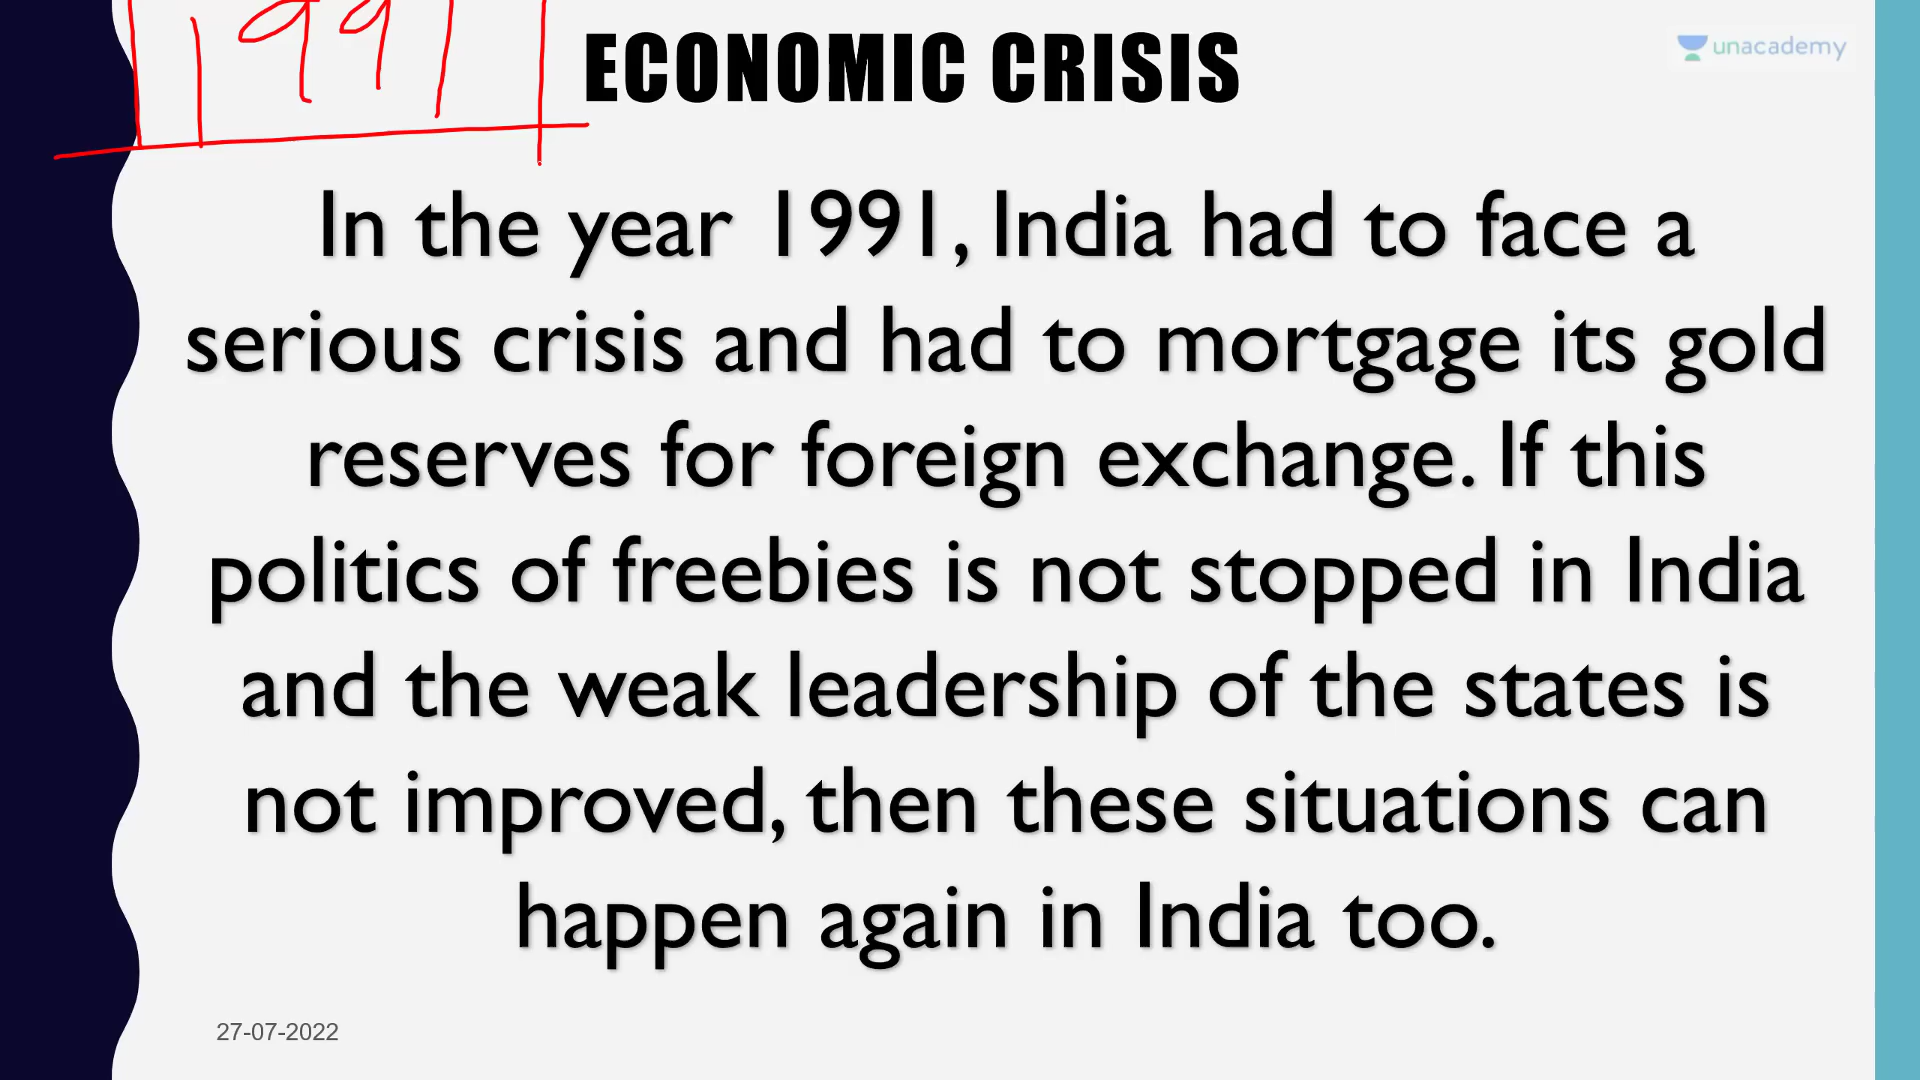 1991
ECONOMIC CRISIS
unacademy
In the year 1991, India had to face a
serious crisis and had to mortgage its gold
reserves for foreign exchange. If this
politics of freebies is not stopped in India
and the weak leadership of the states is
not improved, then these situations can
happen again in India too.
27-07-2022